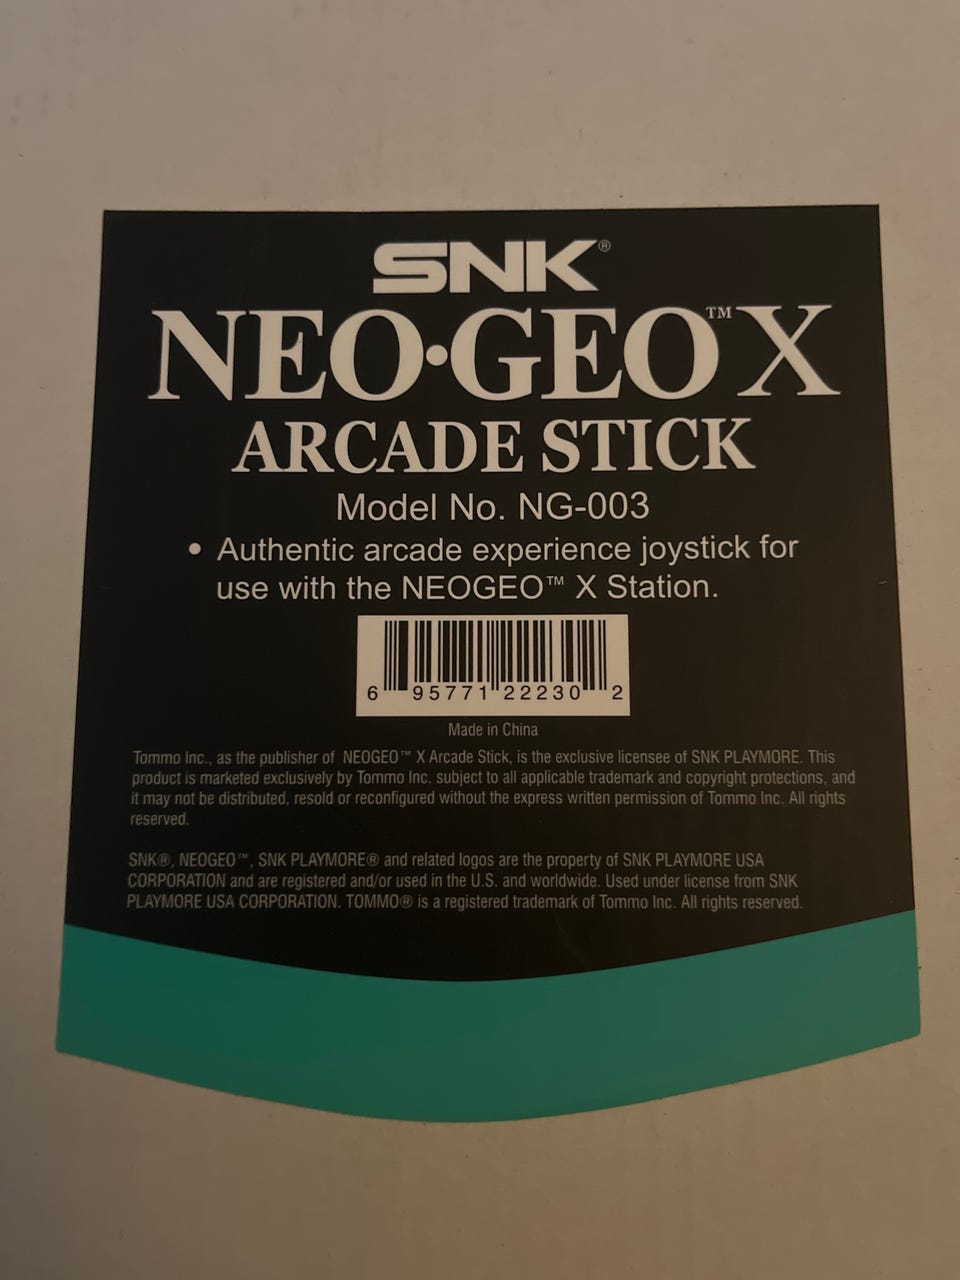 SNK®
NEO•GEO™ X
ARCADE STICK
Model No. NG-003
• Authentic arcade experience joystick for
use with the NEOGEO™ X Station.
6 95771 22230 2
Made in China
Tommo Inc., as the publisher of NEOGEO™ X Arcade Stick, is the exclusive licensee of SNK PLAYMORE. This
product is marketed exclusively by Tommo Inc. subject to all applicable trademark and copyright protections, and
it may not be distributed, resold or reconfigured without the express written permission of Tommo Inc. All rights
reserved.
SNK®, NEOGEO™, SNK PLAYMORE® and related logos are the property of SNK PLAYMORE USA
CORPORATION and are registered and/or used in the U.S. and worldwide. Used under license from SNK
PLAYMORE USA CORPORATION. TOMMO® is a registered trademark of Tommo Inc. All rights reserved.